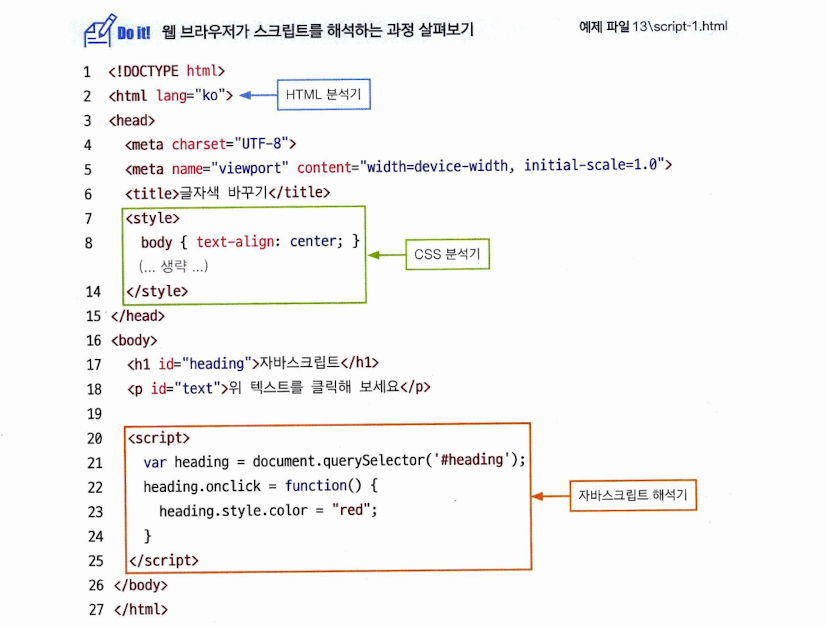 Do it! 웹 브라우저가 스크립트를 해석하는 과정 살펴보기 예제 파일 13\script-1.html
1 <!DOCTYPE html>
2 <html lang="ko"> HTML 분석기
3 <head>
4 <meta charset="UTF-8">
5 <meta name="viewport" content="width=device-width, initial-scale=1.0">
6 <title>글자색 바꾸기</title>
7 <style>
8 body { text-align: center; }
(... 생략 ...) CSS 분석기
14 </style>
15 </head>
16 <body>
17 <h1 id="heading">자바스크립트</h1>
18 <p id="text">위 텍스트를 클릭해 보세요</p>
19
20 <script>
21 var heading = document.querySelector('#heading');
22 heading.onclick = function() {
23 heading.style.color = "red"; 자바스크립트 해석기
24 }
25 </script>
26 </body>
27 </html>